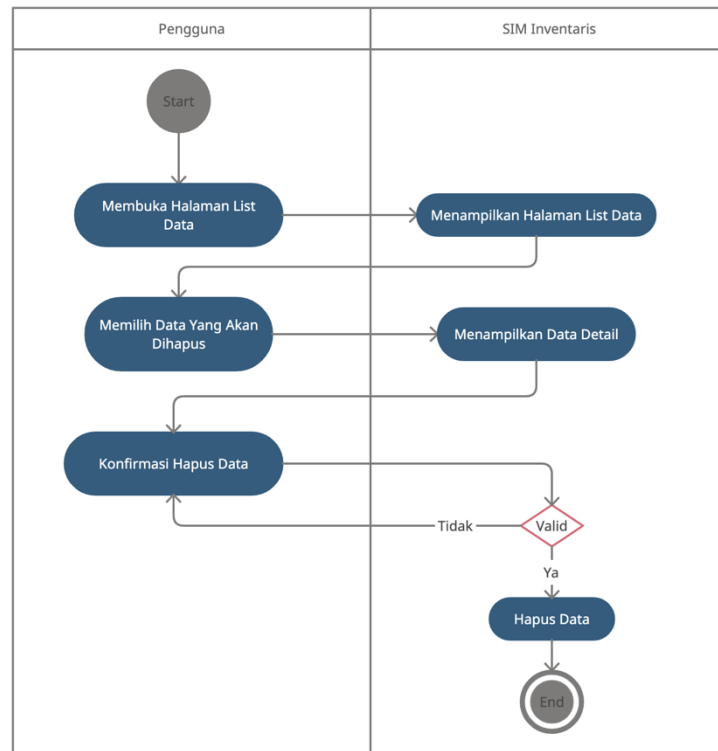 Pengguna
SIM Inventaris
Start
Membuka Halaman List
Data
Menampilkan Halaman List Data
Memilih Data Yang Akan
Dihapus
Menampilkan Data Detail
Konfirmasi Hapus Data
Tidak
Valid
Ya
Hapus Data
End